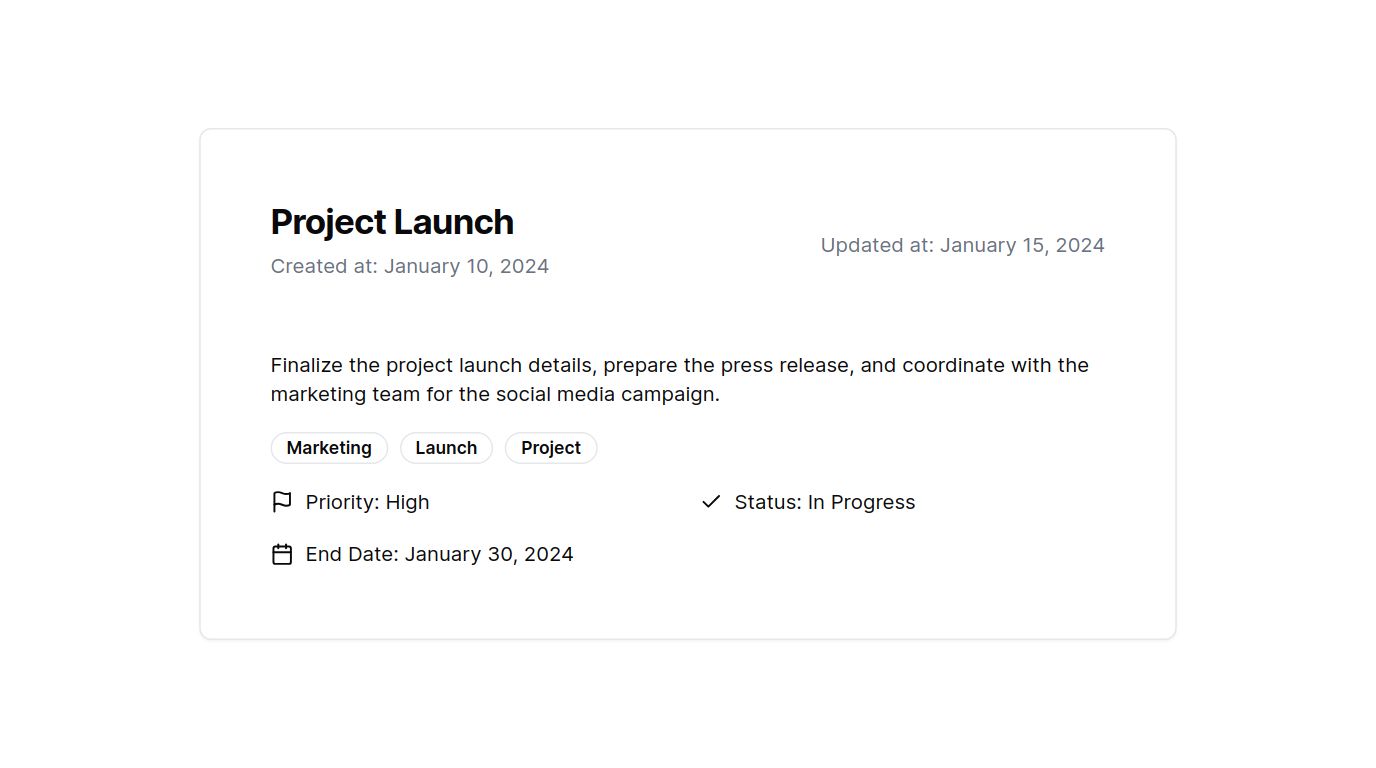 Project Launch
Created at: January 10, 2024
Updated at: January 15, 2024
Finalize the project launch details, prepare the press release, and coordinate with the
marketing team for the social media campaign.
Marketing Launch Project
Priority: High
Status: In Progress
End Date: January 30, 2024